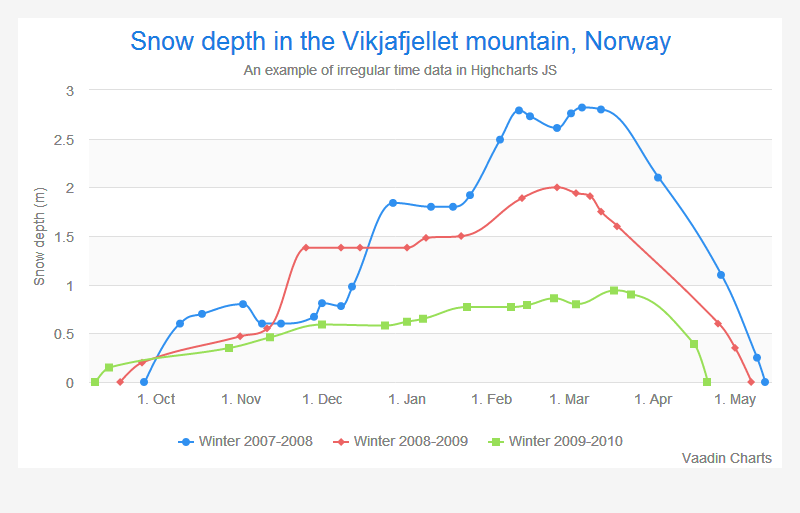 Snow depth in the Vikjafjellet mountain, Norway
An example of irregular time data in Highcharts JS
Snow depth (m)
3
2.5
2
1.5
1
0.5
0
1. Oct 1. Nov 1. Dec 1. Jan 1. Feb 1. Mar 1. Apr 1. May
Winter 2007-2008 Winter 2008-2009 Winter 2009-2010
Vaadin Charts